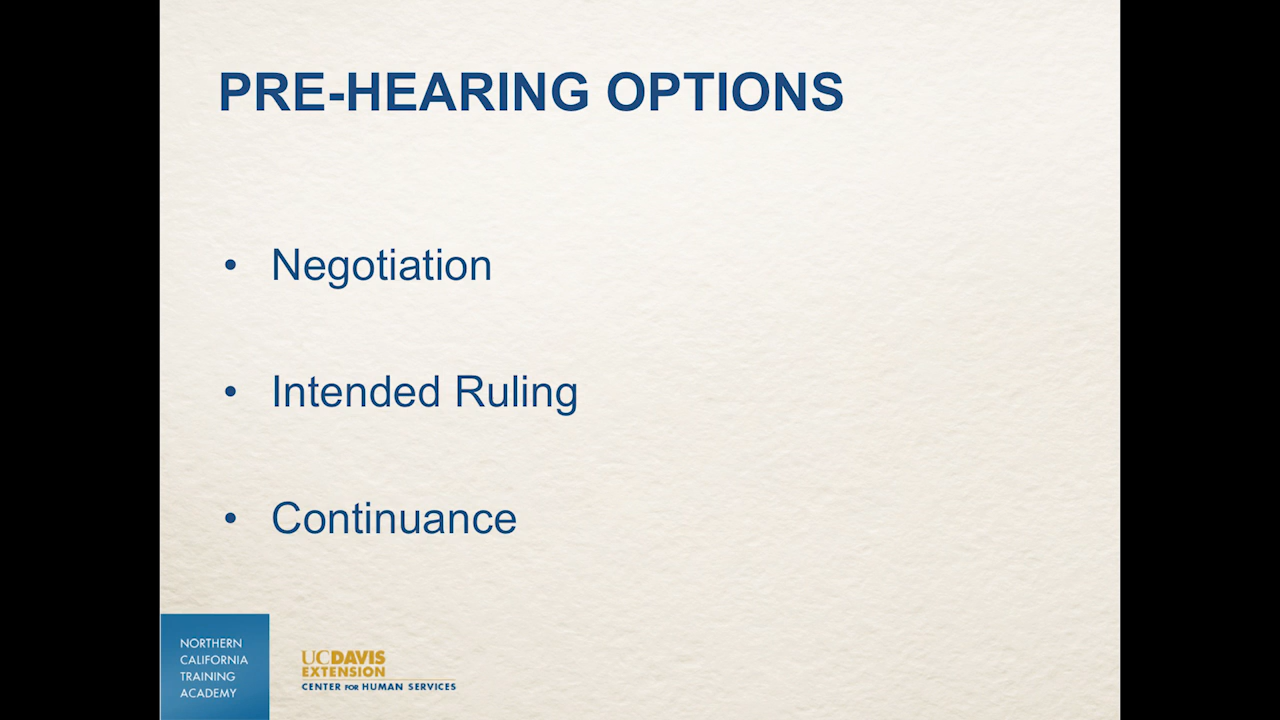 PRE-HEARING OPTIONS
• Negotiation
• Intended Ruling
• Continuance
NORTHERN
CALIFORNIA
TRAINING
ACADEMY
UCDAVIS
EXTENSION
CENTER FOR HUMAN SERVICES